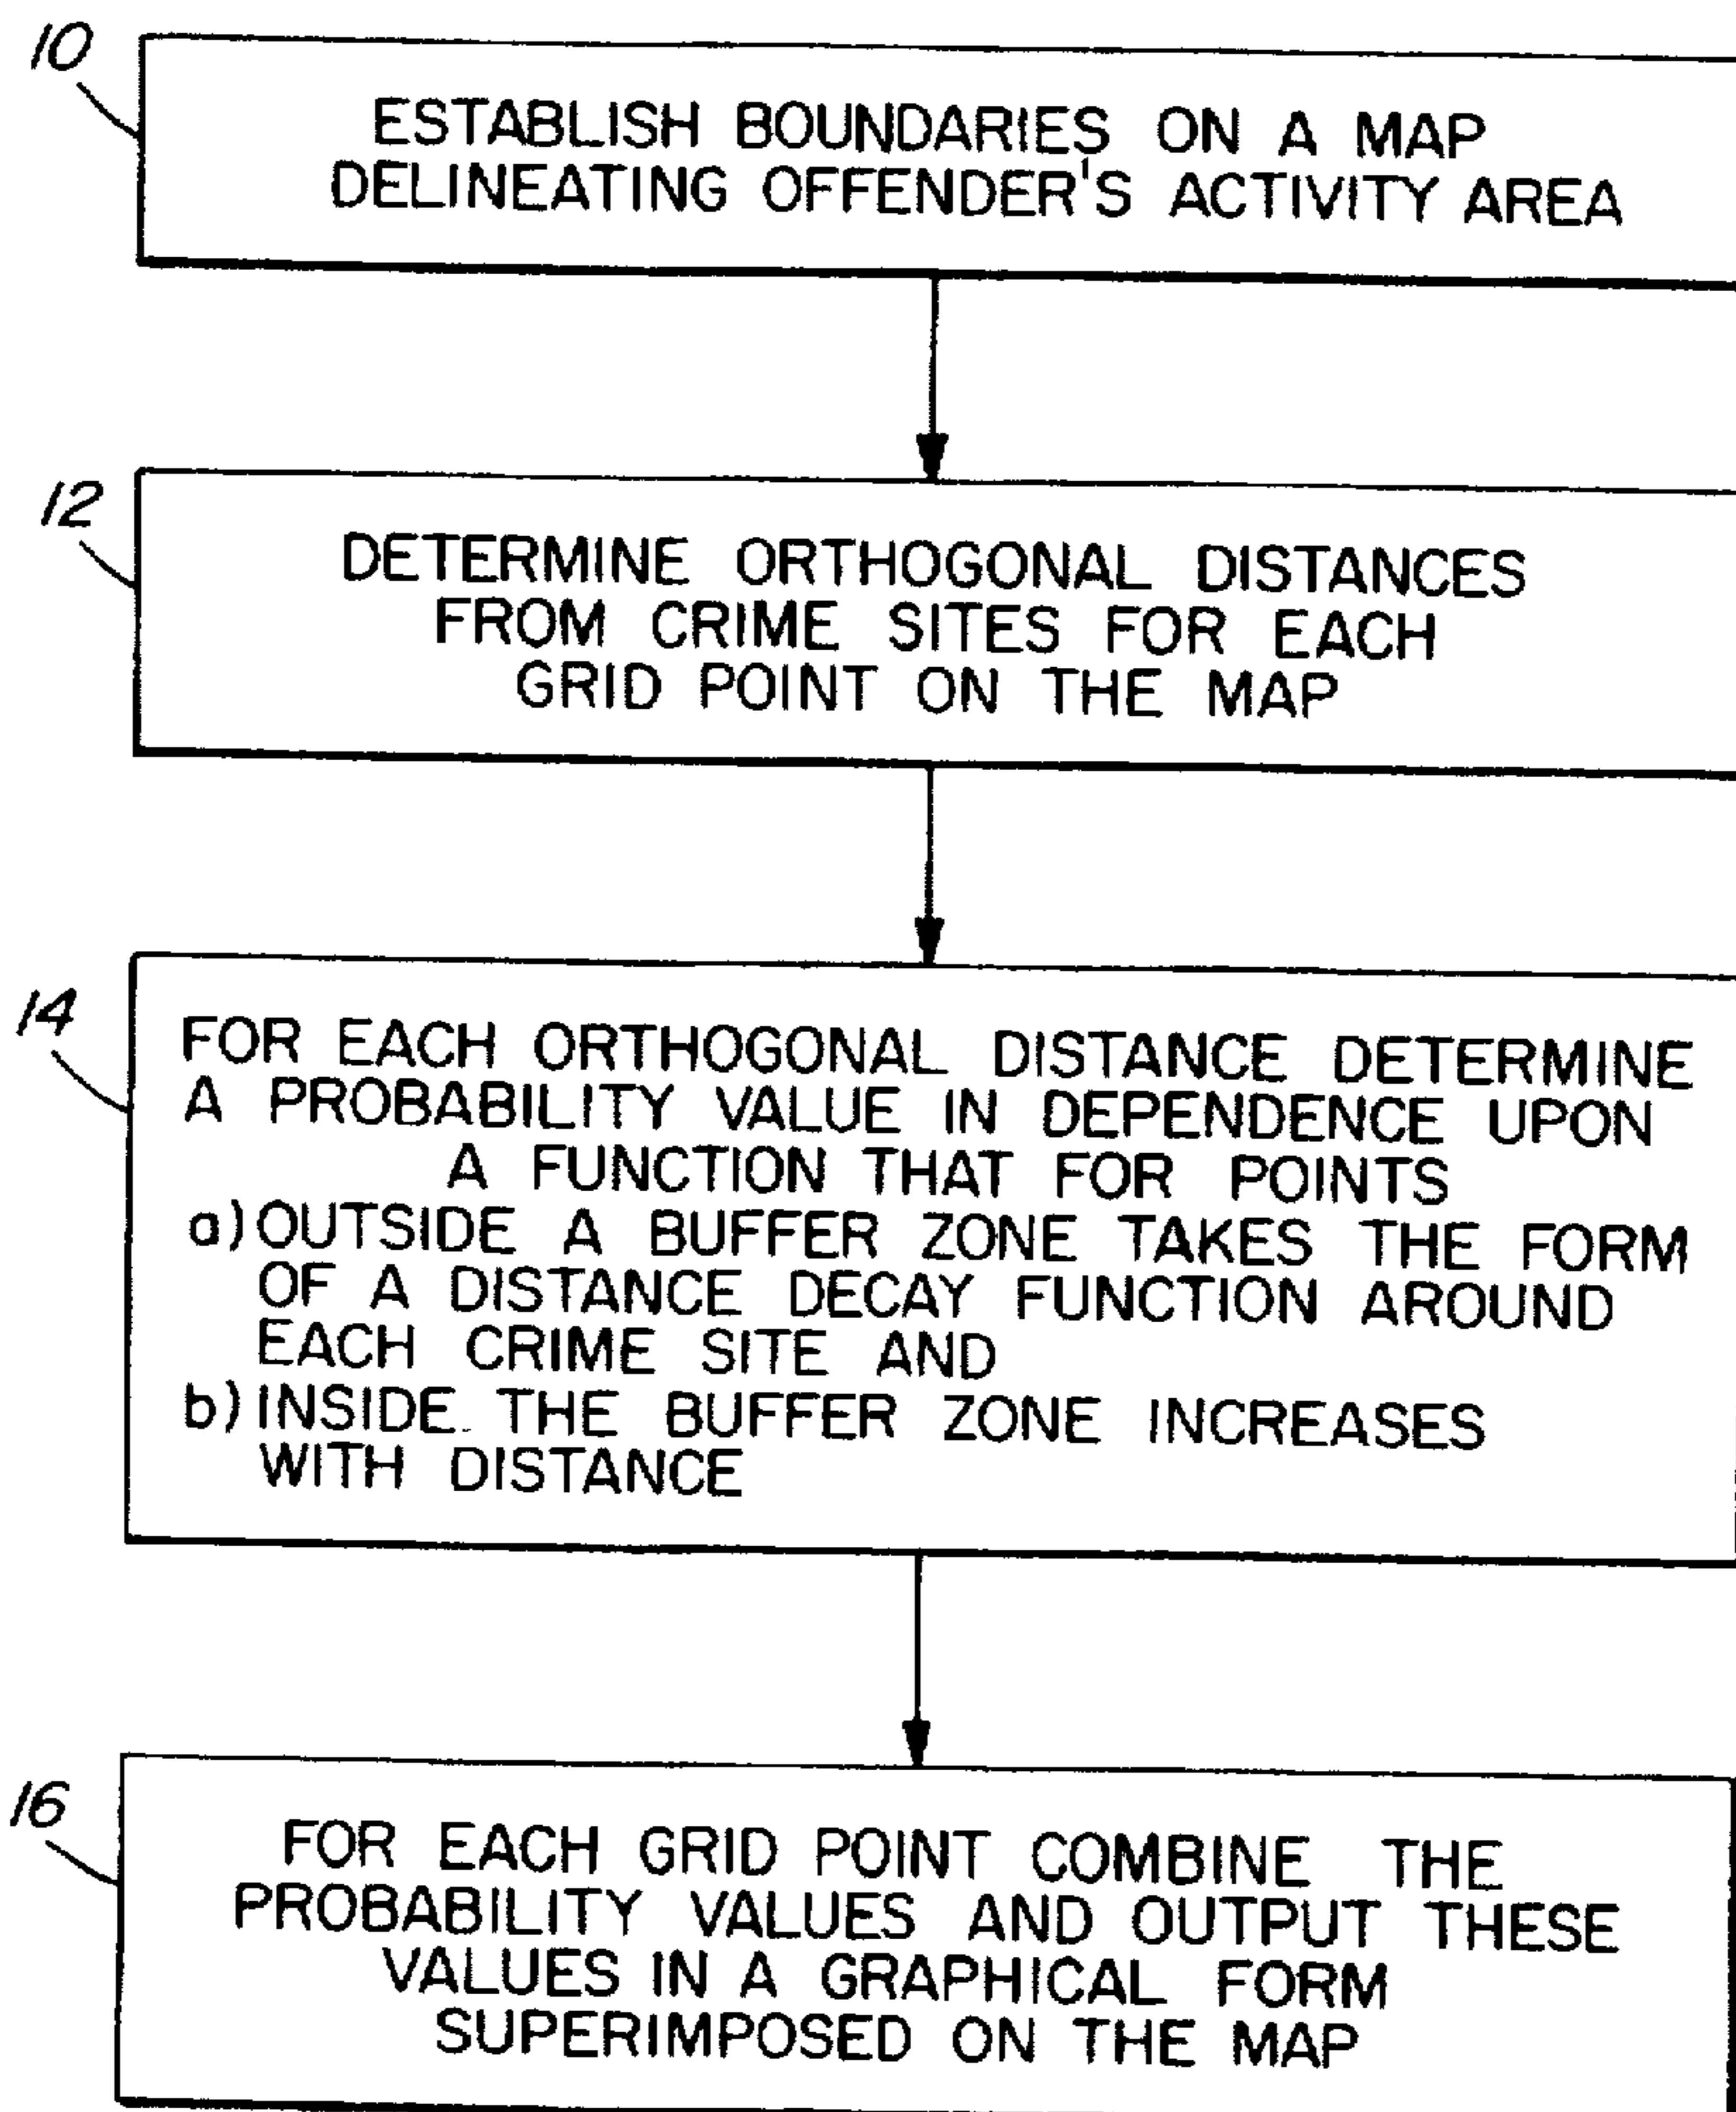 10
ESTABLISH BOUNDARIES ON A MAP
DELINEATING OFFENDER'S ACTIVITY AREA
12
DETERMINE ORTHOGONAL DISTANCES
FROM CRIME SITES FOR EACH
GRID POINT ON THE MAP
14
FOR EACH ORTHOGONAL DISTANCE DETERMINE
A PROBABILITY VALUE IN DEPENDENCE UPON
A FUNCTION THAT FOR POINTS
a) OUTSIDE A BUFFER ZONE TAKES THE FORM
OF A DISTANCE DECAY FUNCTION AROUND
EACH CRIME SITE AND
b) INSIDE THE BUFFER ZONE INCREASES
WITH DISTANCE
16
FOR EACH GRID POINT COMBINE THE
PROBABILITY VALUES AND OUTPUT THESE
VALUES IN A GRAPHICAL FORM
SUPERIMPOSED ON THE MAP